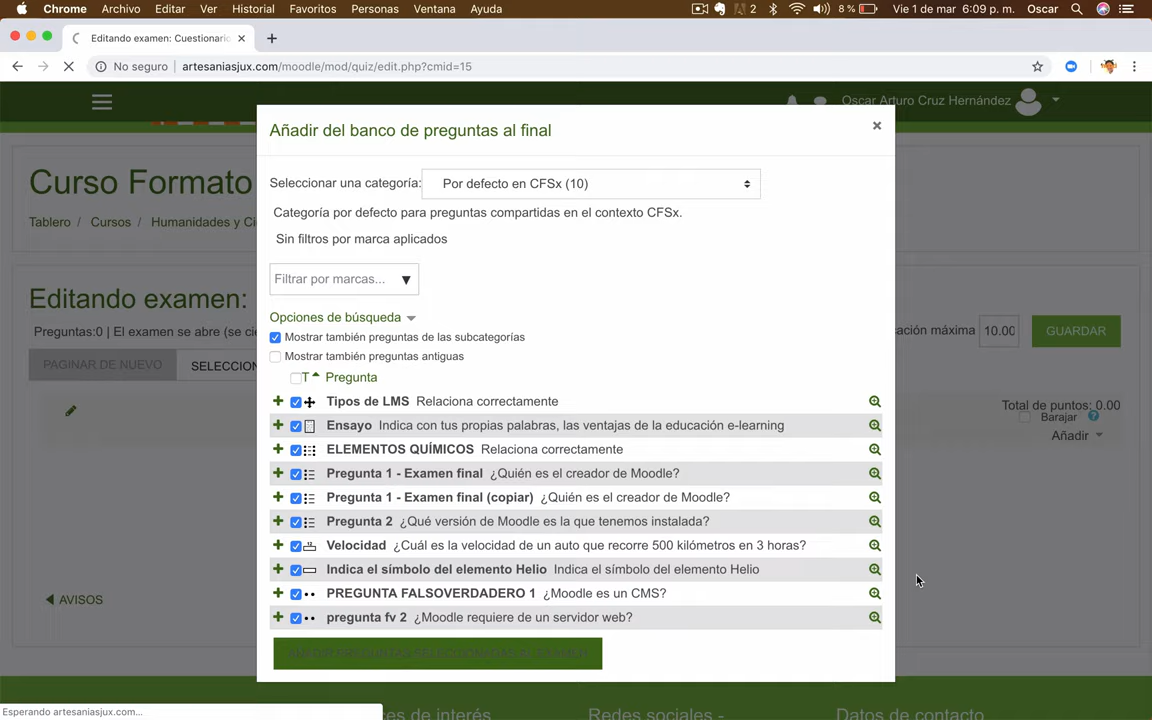 Chrome Archivo Editar Ver Historial Favoritos Personas Ventana Ayuda 2 8 % Vie 1 de mar 6:09 p. m. Oscar
Editando examen: Cuestionario
No seguro artesaniasjux.com/moodle/mod/quiz/edit.php?cmid=15
Oscar Arturo Cruz Hernández
Añadir del banco de preguntas al final
Curso Formato
Seleccionar una categoría: Por defecto en CFSx (10)
Categoría por defecto para preguntas compartidas en el contexto CFSx.
Tablero / Cursos / Humanidades y Ci
Sin filtros por marca aplicados
Filtrar por marcas...
Editando examen:
Opciones de búsqueda
Preguntas:0 | El examen se abre (se cie
Mostrar también preguntas de las subcategorías
ación máxima 10.00 GUARDAR
Mostrar también preguntas antiguas
PAGINAR DE NUEVO SELECCION
T Pregunta
Tipos de LMS Relaciona correctamente
Total de puntos: 0.00
Barajar
Ensayo Indica con tus propias palabras, las ventajas de la educación e-learning
Añadir
ELEMENTOS QUÍMICOS Relaciona correctamente
Pregunta 1 - Examen final ¿Quién es el creador de Moodle?
Pregunta 1 - Examen final (copiar) ¿Quién es el creador de Moodle?
Pregunta 2 ¿Qué versión de Moodle es la que tenemos instalada?
Velocidad ¿Cuál es la velocidad de un auto que recorre 500 kilómetros en 3 horas?
Indica el símbolo del elemento Helio Indica el símbolo del elemento Helio
PREGUNTA FALSOVERDADERO 1 ¿Moodle es un CMS?
AVISOS
pregunta fv 2 ¿Moodle requiere de un servidor web?
AÑADIR PREGUNTAS SELECCIONADAS AL EXAMEN
Esperando artesaniasjux.com...
ces de interés Redes sociales - Datos de contacto